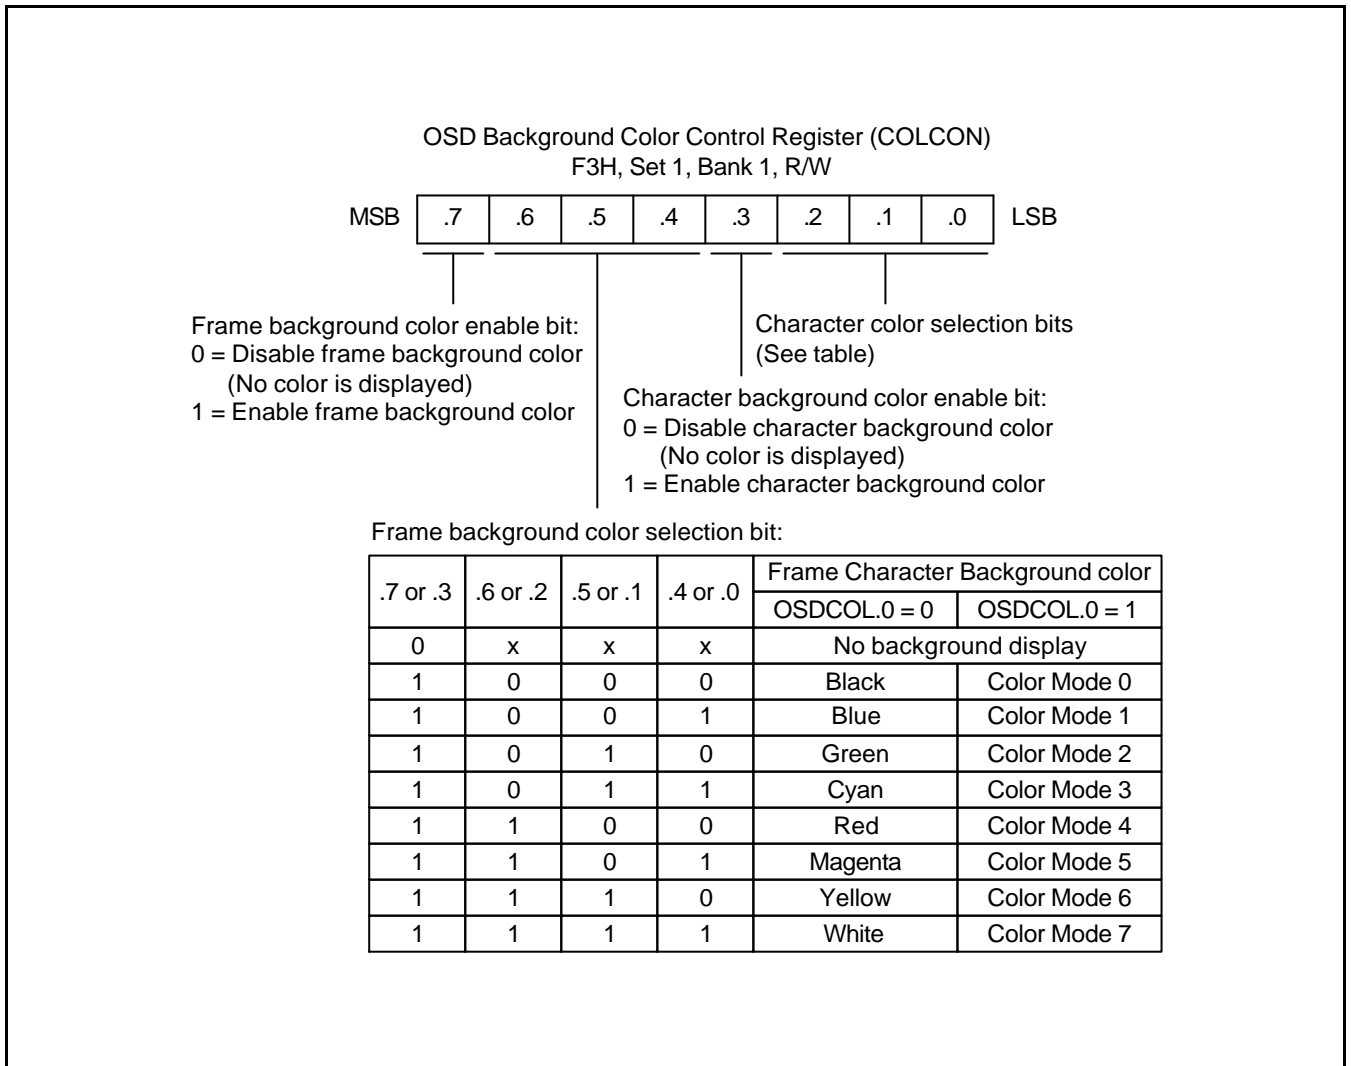 OSD Background Color Control Register (COLCON)
F3H, Set 1, Bank 1, R/W
MSB .7 .6 .5 .4 .3 .2 .1 .0 LSB
Frame background color enable bit:
0 = Disable frame background color
(No color is displayed)
1 = Enable frame background color
Character color selection bits
(See table)
Character background color enable bit:
0 = Disable character background color
(No color is displayed)
1 = Enable character background color
Frame background color selection bit:
.7 or .3 .6 or .2 .5 or .1 .4 or .0 Frame Character Background color
OSDCOL.0 = 0 OSDCOL.0 = 1
0 x x x No background display
1 0 0 0 Black Color Mode 0
1 0 0 1 Blue Color Mode 1
1 0 1 0 Green Color Mode 2
1 0 1 1 Cyan Color Mode 3
1 1 0 0 Red Color Mode 4
1 1 0 1 Magenta Color Mode 5
1 1 1 0 Yellow Color Mode 6
1 1 1 1 White Color Mode 7